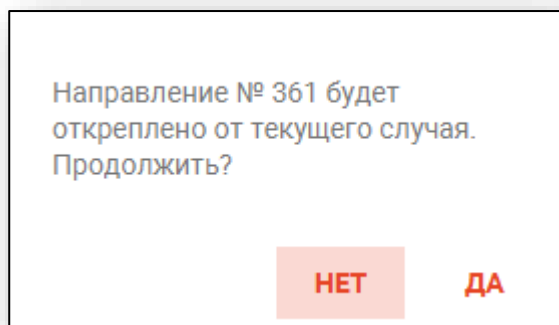 Направление № 361 будет
откреплено от текущего случая.
Продолжить?
НЕТ ДА